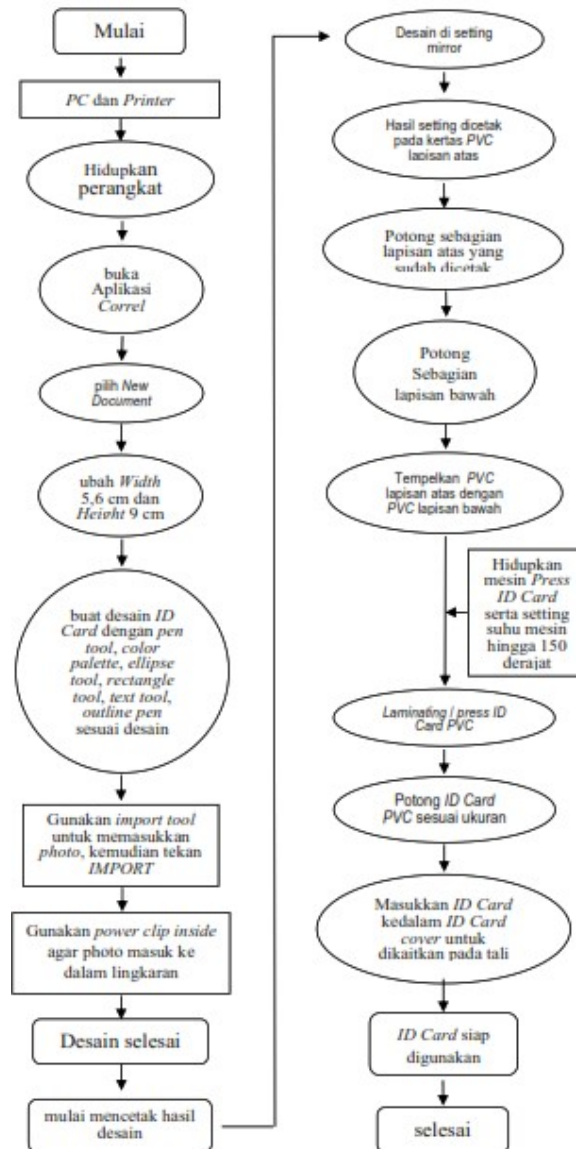 Mulai
PC dan Printer
Hidupkan
perangkat
buka
Aplikasi
Correl
pilih New
Document
ubah Width
5,6 cm dan
Height 9 cm
buat desain ID
Card dengan pen
tool, color
palette, ellipse
tool, rectangle
tool, text tool,
outline pen
sesuai desain
Gunakan import tool
untuk memasukkan
photo, kemudian tekan
IMPORT
Gunakan power clip inside
agar photo masuk ke
dalam lingkaran
Desain selesai
mulai mencetak hasil
desain
Desain di setting
mirror
Hasil setting dicetak
pada kertas PVC
lapisan atas
Potong sebagian
lapisan atas yang
sudah dicetak
Potong
Sebagian
lapisan bawah
Tempelkan PVC
lapisan atas dengan
PVC lapisan bawah
Hidupkan
mesin Press
ID Card
serta setting
suhu mesin
hingga 150
derajat
Laminating / press ID
Card PVC
Potong ID Card
PVC sesuai ukuran
Masukkan ID Card
kedalam ID Card
cover untuk
dikaitkan pada tali
ID Card siap
digunakan
selesai